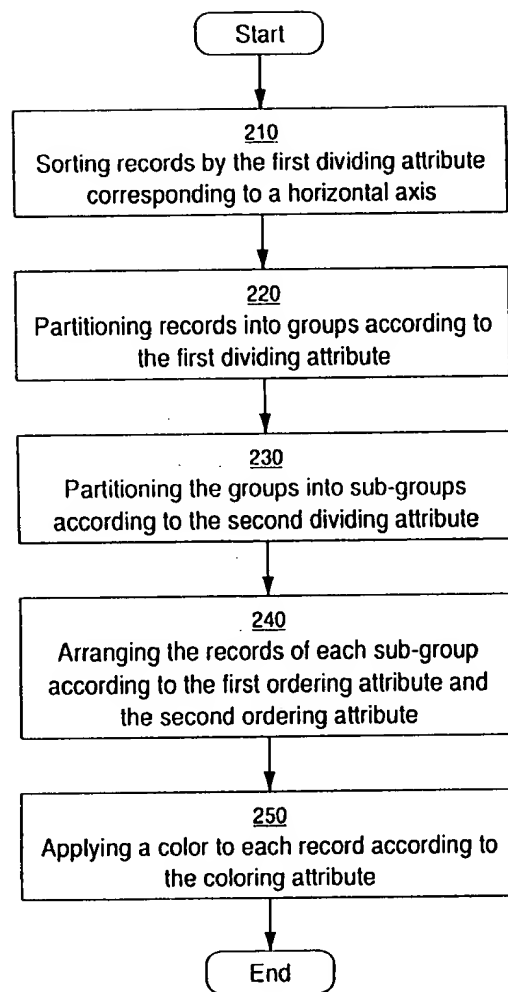 Start
210
Sorting records by the first dividing attribute
corresponding to a horizontal axis
220
Partitioning records into groups according to
the first dividing attribute
230
Partitioning the groups into sub-groups
according to the second dividing attribute
240
Arranging the records of each sub-group
according to the first ordering attribute and
the second ordering attribute
250
Applying a color to each record according to
the coloring attribute
End